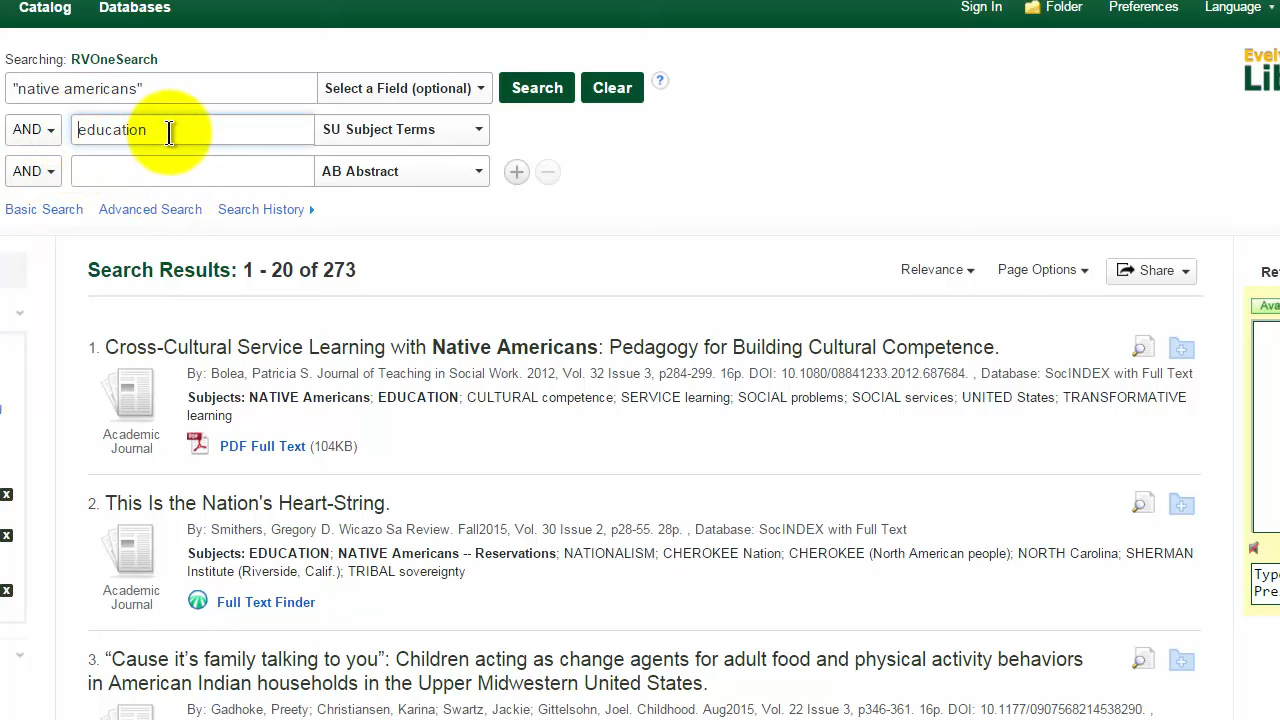 Catalog Databases Sign In Folder Preferences Language
Searching: RVOneSearch
"native americans" Select a Field (optional) Search Clear ?
AND education SU Subject Terms
AND AB Abstract
Basic Search Advanced Search Search History
Search Results: 1 - 20 of 273 Relevance Page Options Share
1. Cross-Cultural Service Learning with Native Americans: Pedagogy for Building Cultural Competence.
By: Bolea, Patricia S. Journal of Teaching in Social Work. 2012, Vol. 32 Issue 3, p284-299. 16p. DOI: 10.1080/08841233.2012.687684. , Database: SocINDEX with Full Text
Subjects: NATIVE Americans; EDUCATION; CULTURAL competence; SERVICE learning; SOCIAL problems; SOCIAL services; UNITED States; TRANSFORMATIVE
learning
Academic
Journal
PDF Full Text (104KB)
2. This Is the Nation's Heart-String.
By: Smithers, Gregory D. Wicazo Sa Review. Fall2015, Vol. 30 Issue 2, p28-55. 28p. , Database: SocINDEX with Full Text
Subjects: EDUCATION; NATIVE Americans -- Reservations; NATIONALISM; CHEROKEE Nation; CHEROKEE (North American people); NORTH Carolina; SHERMAN
Institute (Riverside, Calif.); TRIBAL sovereignty
Academic
Journal
Full Text Finder
3. “Cause it’s family talking to you”: Children acting as change agents for adult food and physical activity behaviors
in American Indian households in the Upper Midwestern United States.
By: Gadhoke, Preety; Christiansen, Karina; Swartz, Jackie; Gittelsohn, Joel. Childhood. Aug2015, Vol. 22 Issue 3, p346-361. 16p. DOI: 10.1177/0907568214538290. ,
x
x
x